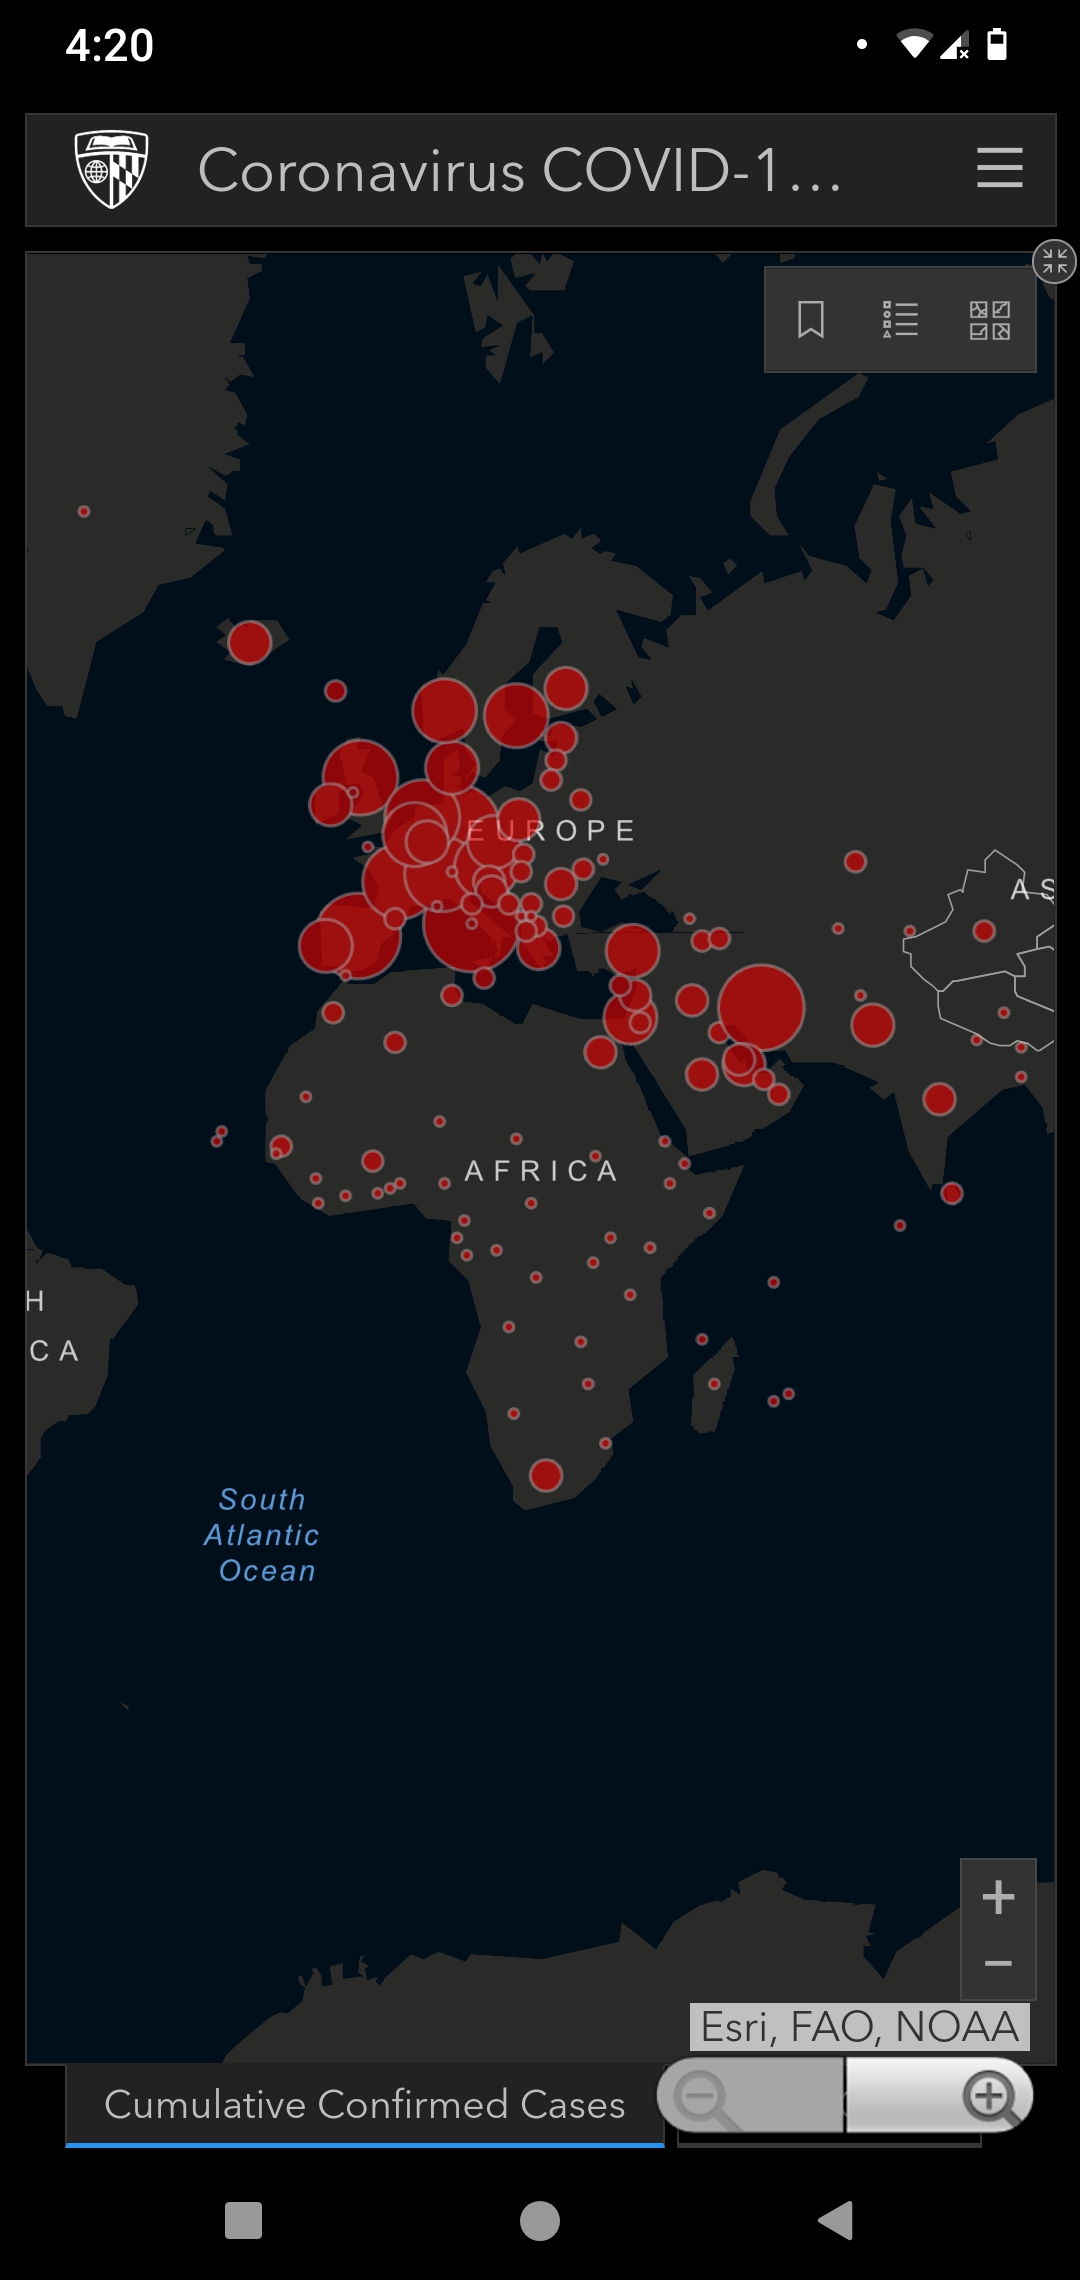 4:20
Coronavirus COVID-1...
EUROPE
AS
AFRICA
H
CA
South
Atlantic
Ocean
Esri, FAO, NOAA
Cumulative Confirmed Cases